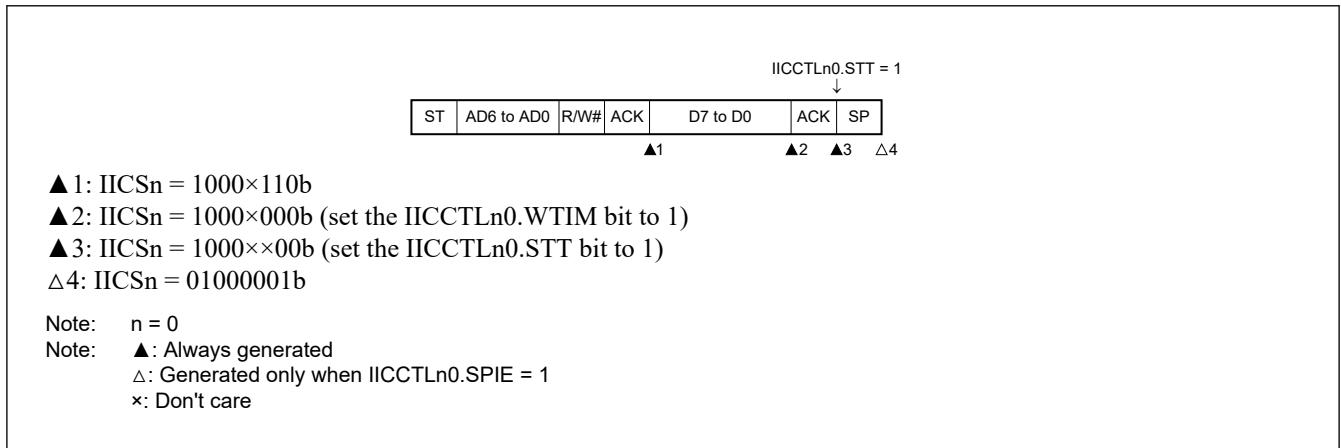 IICCTLn0.STT = 1
↓
ST AD6 to AD0 R/W# ACK D7 to D0 ACK SP
▲1 ▲2 ▲3 △4
▲1: IICSn = 1000×110b
▲2: IICSn = 1000×000b (set the IICCTLn0.WTIM bit to 1)
▲3: IICSn = 1000××00b (set the IICCTLn0.STT bit to 1)
△4: IICSn = 01000001b
Note: n = 0
Note: ▲: Always generated
△: Generated only when IICCTLn0.SPIE = 1
×: Don't care